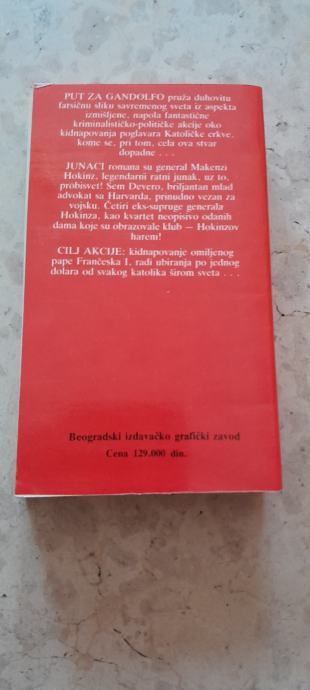 PUT ZA GANDOLFO pruža duhovitu
farsičnu sliku savremenog sveta iz aspekta
izmišljene, napola fantastične
kriminalističko-političke akcije oko
kidnapovanja poglavara Katoličke crkve,
kome se, pri tom, cela ova stvar
dopadne . . .
JUNACI romana su general Makenzi
Hokinz, legendarni ratni junak, uz to,
probisvet! Sem Devero, briljantan mlad
advokat sa Harvarda, prinudno vezan za
vojsku. Četiri eks-supruge generala
Hokinza, kao kvartet neopisivo odanih
dama koje su obrazovale klub — Hokinzov
harem!
CILJ AKCIJE: kidnapovanje omiljenog
pape Frančeska I, radi ubiranja po jednog
dolara od svakog katolika širom sveta . . .
Beogradski izdavačko grafički zavod
Cena 129.000 din.